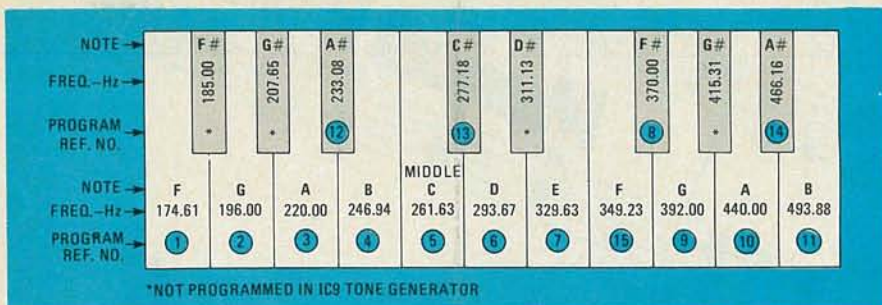 NOTE F# G# A# C# D# F# G# A#
FREQ.–Hz 185.00 207.65 233.08 277.18 311.13 370.00 415.31 466.16
PROGRAM REF. NO. * * 12 13 * 8 * 14
MIDDLE
NOTE F G A B C D E F G A B
FREQ.–Hz 174.61 196.00 220.00 246.94 261.63 293.67 329.63 349.23 392.00 440.00 493.88
PROGRAM REF. NO. 1 2 3 4 5 6 7 15 9 10 11
*NOT PROGRAMMED IN IC9 TONE GENERATOR